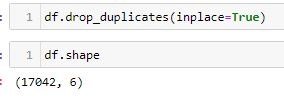 1 df.drop_duplicates(inplace=True)
1 df.shape
(17042, 6)